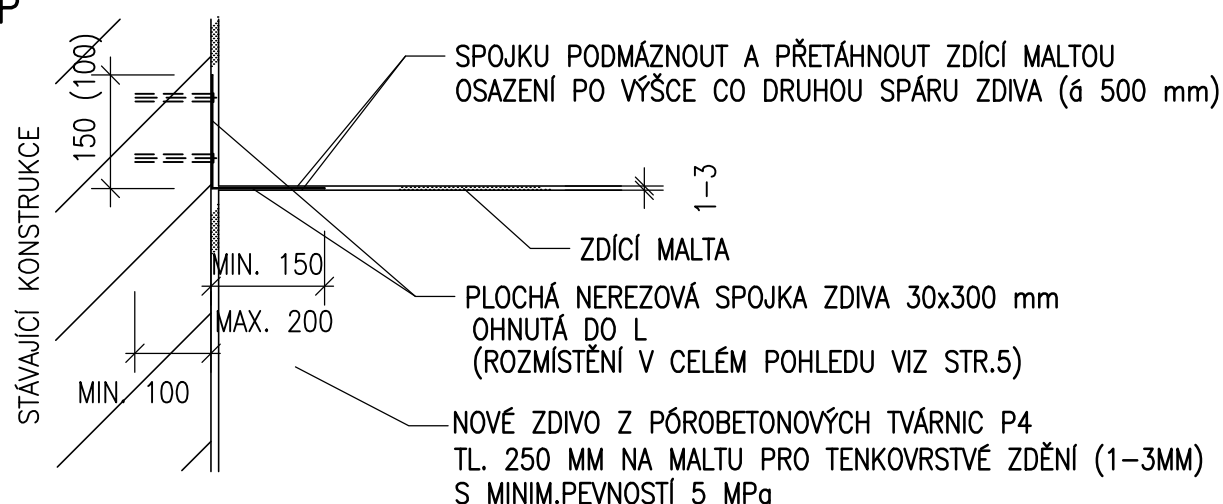 P
SPOJKU PODMÁZNOUT A PŘETÁHNOUT ZDÍCÍ MALTOU
OSAZENÍ PO VÝŠCE CO DRUHOU SPÁRU ZDIVA (á 500 mm)
150 (100)
STÁVAJÍCÍ KONSTRUKCE
1-3
ZDÍCÍ MALTA
MIN. 150
MAX. 200
PLOCHÁ NEREZOVÁ SPOJKA ZDIVA 30x300 mm
OHNUTÁ DO L
(ROZMÍSTĚNÍ V CELÉM POHLEDU VIZ STR.5)
MIN. 100
NOVÉ ZDIVO Z PÓROBETONOVÝCH TVÁRNIC P4
TL. 250 MM NA MALTU PRO TENKOVRSTVÉ ZDĚNÍ (1-3MM)
S MINIM.PEVNOSTÍ 5 MPa